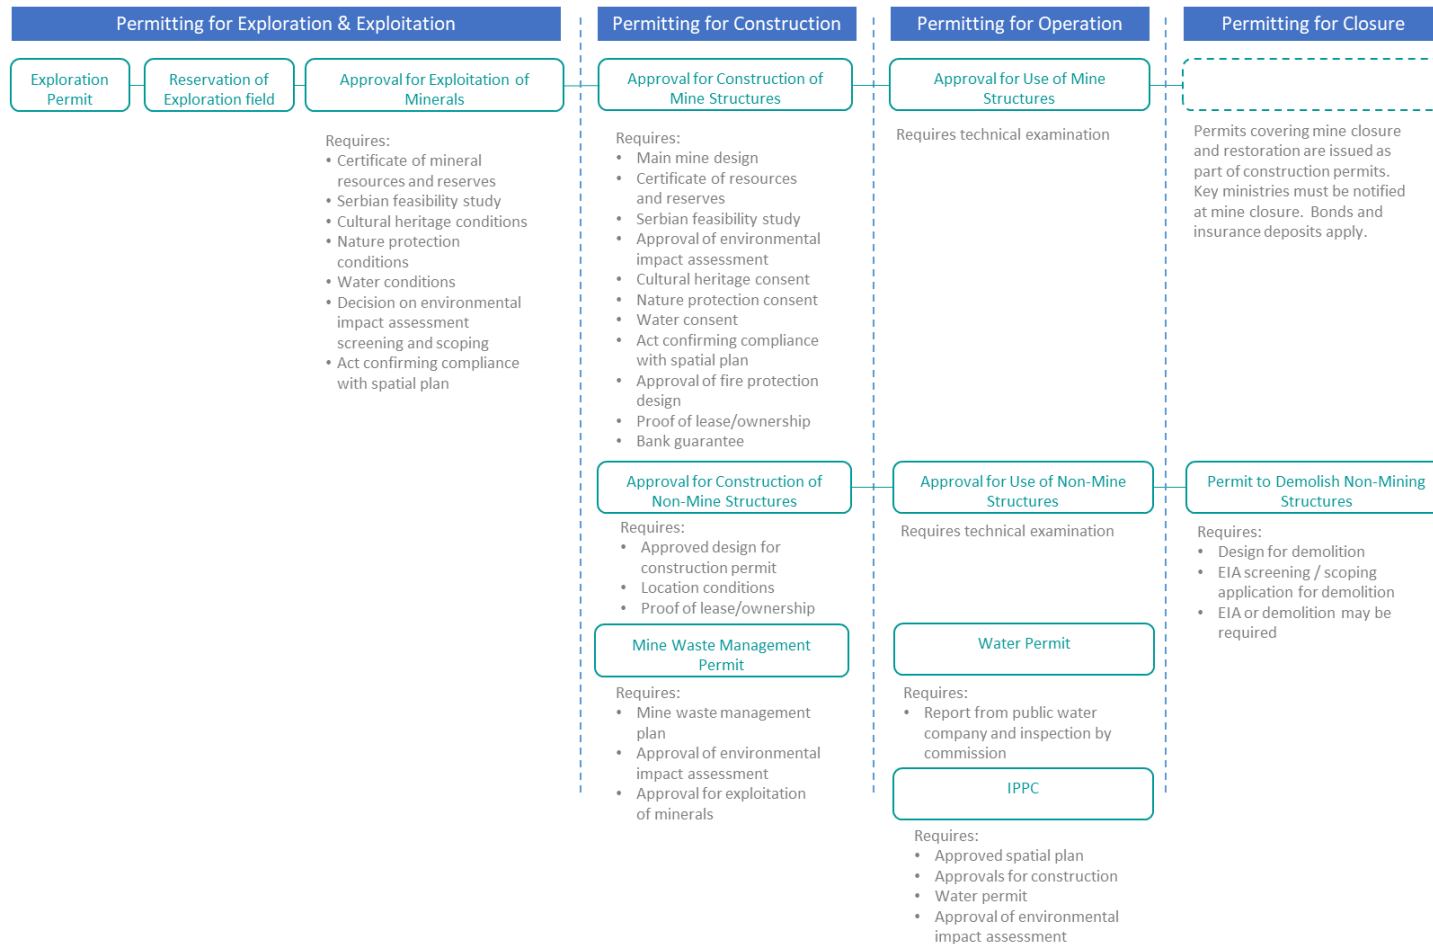 Permitting for Exploration & Exploitation
Exploration
Permit
Reservation of
Exploration field
Approval for Exploitation of
Minerals
Requires:
• Certificate of mineral
resources and reserves
• Serbian feasibility study
• Cultural heritage conditions
• Nature protection
conditions
• Water conditions
• Decision on environmental
impact assessment
screening and scoping
• Act confirming compliance
with spatial plan
Permitting for Construction
Approval for Construction of
Mine Structures
Requires:
• Main mine design
• Certificate of resources
and reserves
• Serbian feasibility study
• Approval of environmental
impact assessment
• Cultural heritage consent
• Nature protection consent
• Water consent
• Act confirming compliance
with spatial plan
• Approval of fire protection
design
• Proof of lease/ownership
• Bank guarantee
Approval for Construction of
Non-Mine Structures
Requires:
• Approved design for
construction permit
• Location conditions
• Proof of lease/ownership
Mine Waste Management
Permit
Requires:
• Mine waste management
plan
• Approval of environmental
impact assessment
• Approval for exploitation
of minerals
Permitting for Operation
Approval for Use of Mine
Structures
Requires technical examination
Approval for Use of Non-Mine
Structures
Requires technical examination
Water Permit
Requires:
• Report from public water
company and inspection by
commission
IPPC
Requires:
• Approved spatial plan
• Approvals for construction
• Water permit
• Approval of environmental
impact assessment
Permitting for Closure
Permits covering mine closure
and restoration are issued as
part of construction permits.
Key ministries must be notified
at mine closure. Bonds and
insurance deposits apply.
Permit to Demolish Non-Mining
Structures
Requires:
• Design for demolition
• EIA screening / scoping
application for demolition
• EIA or demolition may be
required